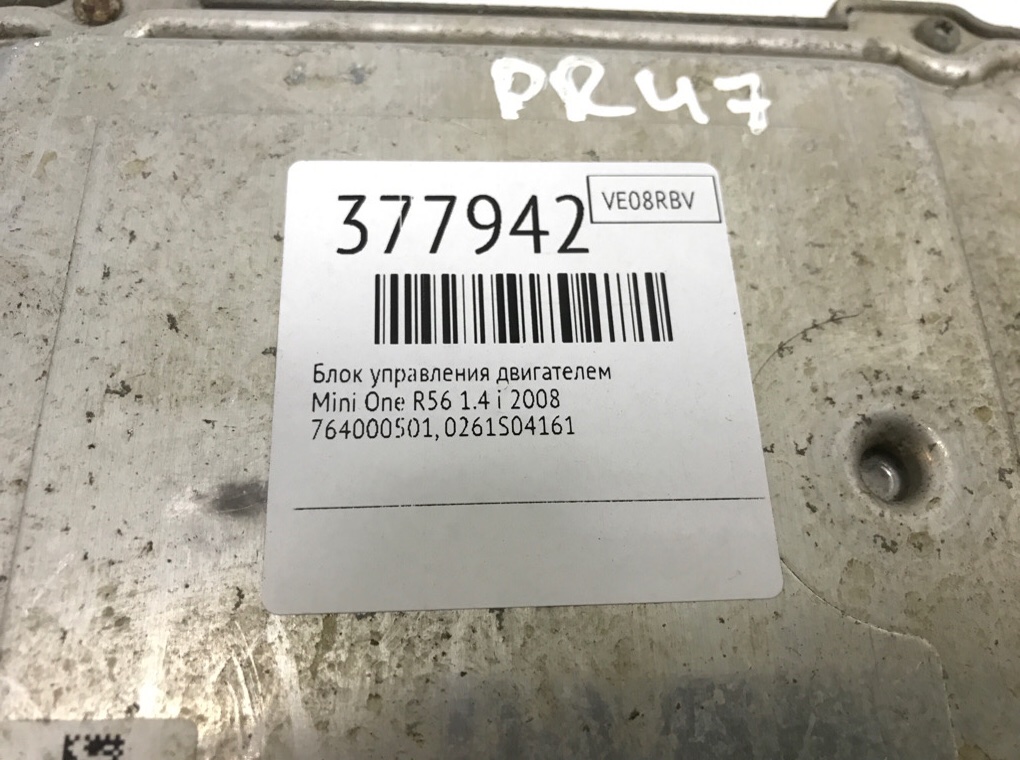 PR47
377942
VE08RBV
Блок управления двигателем
Mini One R56 1.4 i 2008
764000501, 0261S04161